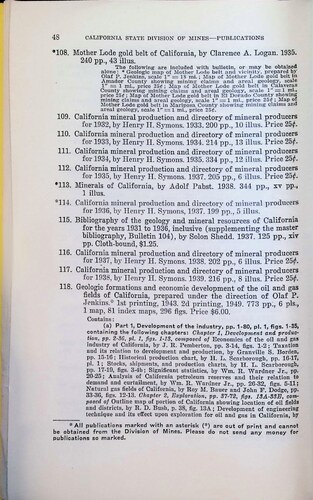 48 CALIFORNIA STATE DIVISION OF MINES—PUBLICATIONS
*108. Mother Lode gold belt of California, by Clarence A. Logan. 1935.
240 pp., 43 illus.
The following are included with bulletin, or may be obtained
alone: * Geologic map of Mother Lode belt and vicinity, prepared by
Olaf P. Jenkins, scale 1" = 12 mi.; Map of Mother Lode belt in
Amador County showing mining claims and areal geology, scale
1" = 1 mi., price 25¢; Map of Mother Lode belt in Calaveras
County showing mining claims and areal geology, scale 1" = 1 mi.,
price 25¢; Map of Mother Lode belt in El Dorado County showing
mining claims and areal geology, scale 1" = 1 mi., price 25¢; Map of
Mother Lode belt in Mariposa County showing mining claims and
areal geology, scale 1" = 1 mi., price 25¢.
109. California mineral production and directory of mineral producers
for 1932, by Henry H. Symons. 1933, 200 pp., 10 illus. Price 25¢.
110. California mineral production and directory of mineral producers
for 1933, by Henry H. Symons. 1934. 214 pp., 13 illus. Price 25¢.
111. California mineral production and directory of mineral producers
for 1934, by Henry H. Symons. 1935, 334 pp., 12 illus. Price 25¢.
112. California mineral production and directory of mineral producers
for 1935, by Henry H. Symons. 1937, 205 pp., 6 illus. Price 25¢.
*113. Minerals of California, by Adolf Pabst. 1938. 344 pp., xv pp.,
1 illus.
*114. California mineral production and directory of mineral producers
for 1936, by Henry H. Symons. 1937, 199 pp., 5 illus.
115. Bibliography of the geology and mineral resources of California
for the years 1931 to 1936, inclusive (supplementing the master
bibliography, Bulletin 104), by Solon Shedd. 1937. 125 pp., xiv
pp. Cloth-bound, $1.25.
116. California mineral production and directory of mineral producers
for 1937, by Henry H. Symons. 1938. 202 pp., 6 illus. Price 25¢.
117. California mineral production and directory of mineral producers
for 1938, by Henry H. Symons. 1939. 216 pp., 8 illus. Price 25¢.
118. Geologic formations and economic development of the oil and gas
fields of California, prepared under the direction of Olaf P.
Jenkins.* 1st printing, 1943. 2d printing, 1949. 773 pp., 6 pls.,
1 map, 81 index maps, 296 figs. Price $6.00.
Contains:
(a) Part 1, Development of the industry, pp. 1-80, pl. 1, figs. 1-35,
containing the following chapters: Chapter 1, Development and produc-
tion, pp. 2-36, pl. 1, figs. 1-12, composed of Economics of the oil and gas
industry of California, by J. R. Pemberton, pp. 3-14, figs. 1-2; Taxation
and its relation to development and production, by Granville S. Borden,
pp. 15-16; Historical production chart, by H. L. Scarborough, pp. 16-17,
pl. 1; Stocks, shipments, and production charts, by H. L. Scarborough,
pp. 17-19, figs. 3-4b; Significant statistics, by Wm. R. Wardner Jr., pp.
20-25; Analysis of California petroleum reserves and their relation to
demand and curtailment, by Wm. R. Wardner Jr., pp. 26-32, figs. 5-11;
Natural gas fields of California, by Roy M. Bauer and John F. Dodge, pp.
33-36, figs. 12-13. Chapter 2, Exploration, pp. 37-72, figs. 13A-32H, com-
posed of Outline map of portion of California showing location of oil fields
and districts, by R. D. Bush, p. 38, fig. 13A; Development of engineering
technique and its effect upon exploration for oil and gas in California, by
* All publications marked with an asterisk (*) are out of print and cannot
be obtained from the Division of Mines. Please do not send any money for
publications so marked.